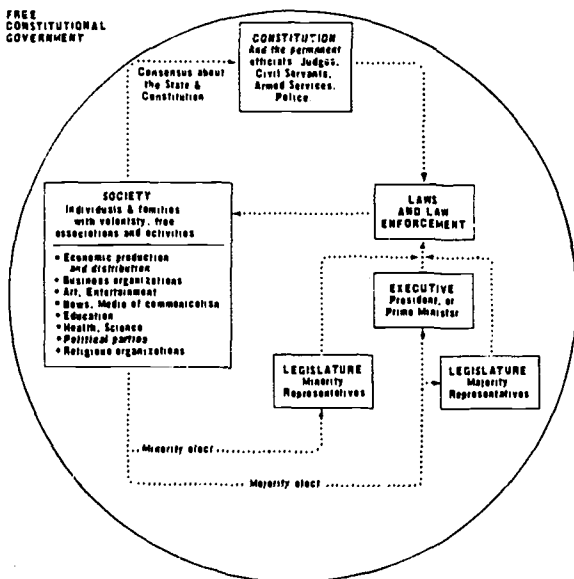 FREE
CONSTITUTIONAL
GOVERNMENT
CONSTITUTION
And the permanent
officials Judges,
Civil Servants,
Armed Services,
Police
Consensus about
the State &
Constitution
SOCIETY
Individuals & families
with voluntary, free
associations and activities
• Economic production
and distribution
• Business organizations
• Art, Entertainment
• News, Media of communication
• Education
• Health, Science
• Political parties
• Religious organizations
LAWS
AND LAW
ENFORCEMENT
EXECUTIVE
President, or
Prime Minister
LEGISLATURE
Minority
Representatives
LEGISLATURE
Majority
Representatives
Minority elect
Majority elect